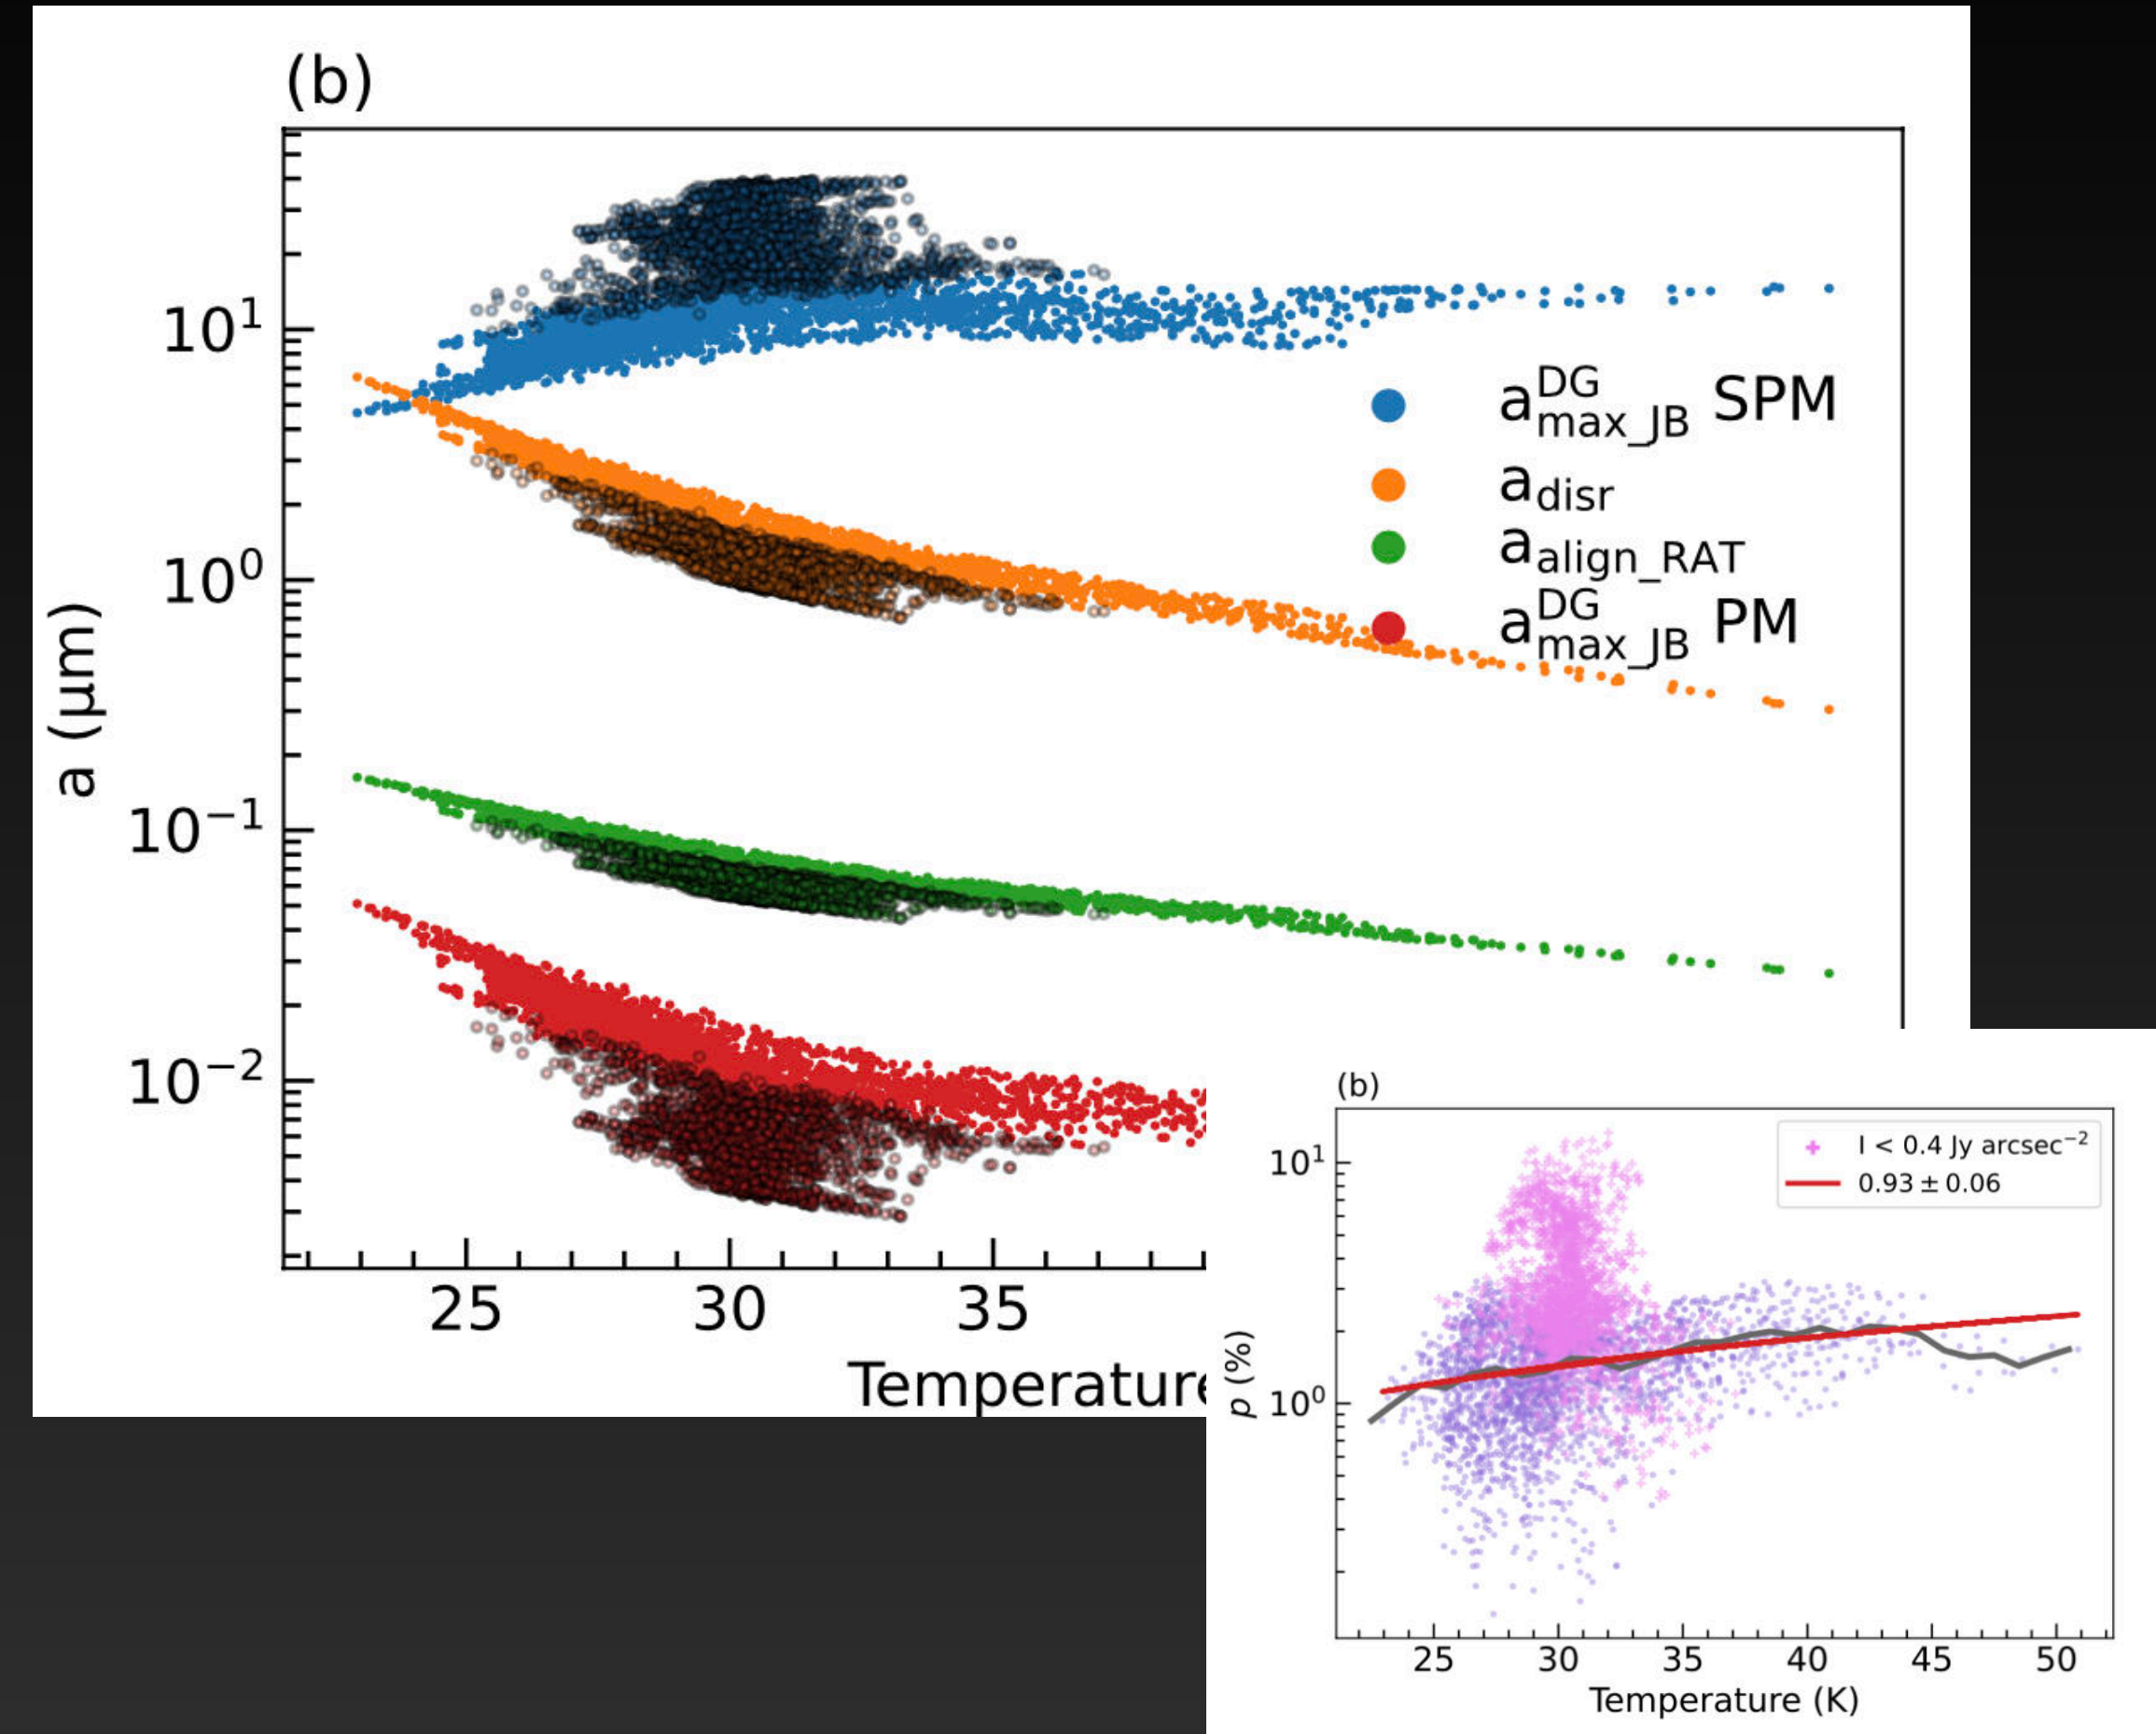 (b)
10¹
10⁰
10⁻¹
10⁻²
a (μm)
a^DG_max_JB SPM
a_disr
a_align_RAT
a^DG_max_JB PM
25 30 35
Temperature
(b)
10¹
10⁰
p (%)
I < 0.4 Jy arcsec⁻²
0.93 ± 0.06
25 30 35 40 45 50
Temperature (K)